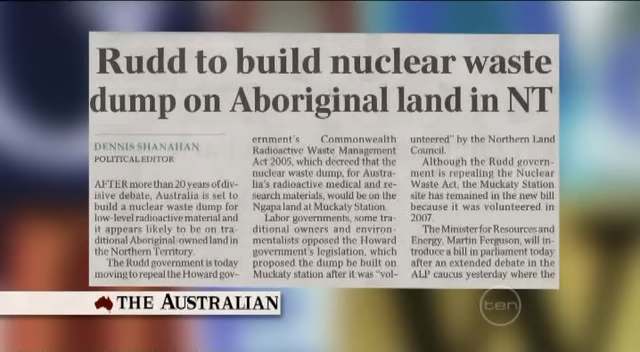 Rudd to build nuclear waste
dump on Aboriginal land in NT
DENNIS SHANAHAN
POLITICAL EDITOR
AFTER more than 20 years of div-
isive debate, Australia is set to
build a nuclear waste dump for
low-level radioactive material and
it appears likely to be on tra-
ditional Aboriginal-owned land in
the Northern Territory.
The Rudd government is today
moving to repeal the Howard gov-
ernment's Commonwealth
Radioactive Waste Management
Act 2005, which decreed that the
nuclear waste dump, for Austra-
lia's radioactive medical and re-
search materials, would be on the
Ngapa land at Muckaty Station.
Labor governments, some tra-
ditional owners and environ-
mentalists opposed the Howard
government's legislation, which
proposed the dump be built on
Muckaty station after it was "vol-
unteered" by the Northern Land
Council.
Although the Rudd govern-
ment is repealing the Nuclear
Waste Act, the Muckaty Station
site has remained in the new bill
because it was volunteered in
2007.
The Minister for Resources and
Energy, Martin Ferguson, will in-
troduce a bill in parliament today
after an extended debate in the
ALP caucus yesterday where the
THE AUSTRALIAN
ten